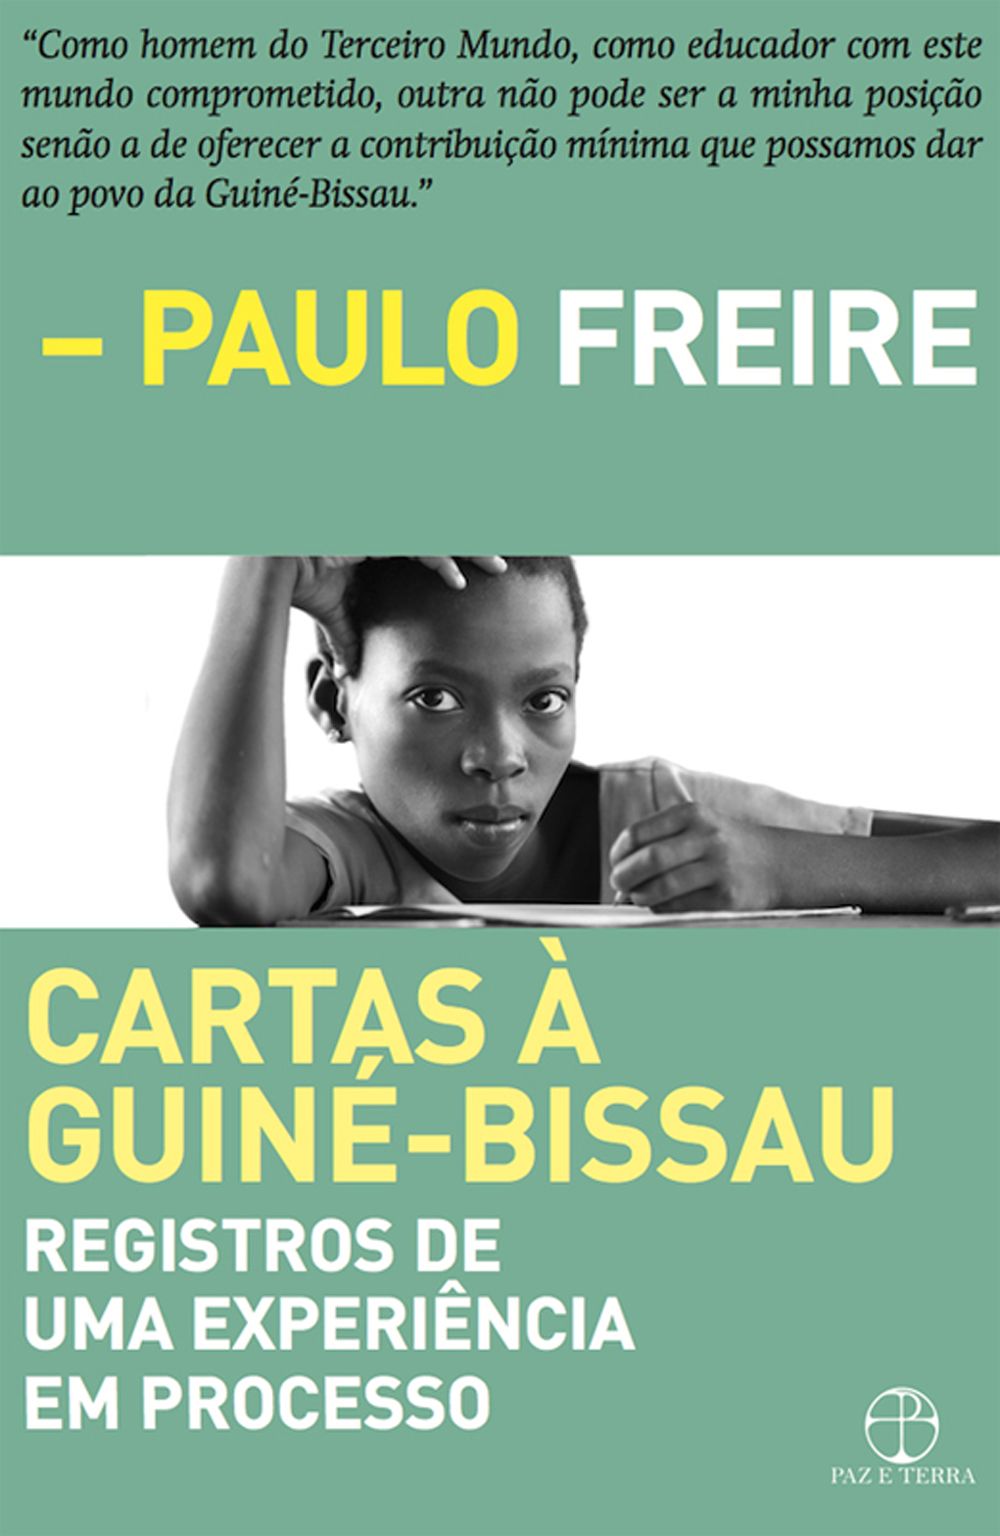 “Como homem do Terceiro Mundo, como educador com este
mundo comprometido, outra não pode ser a minha posição
senão a de oferecer a contribuição mínima que possamos dar
ao povo da Guiné-Bissau.”
– PAULO FREIRE
CARTAS À
GUINÉ-BISSAU
REGISTROS DE
UMA EXPERIÊNCIA
EM PROCESSO
PAZ E TERRA